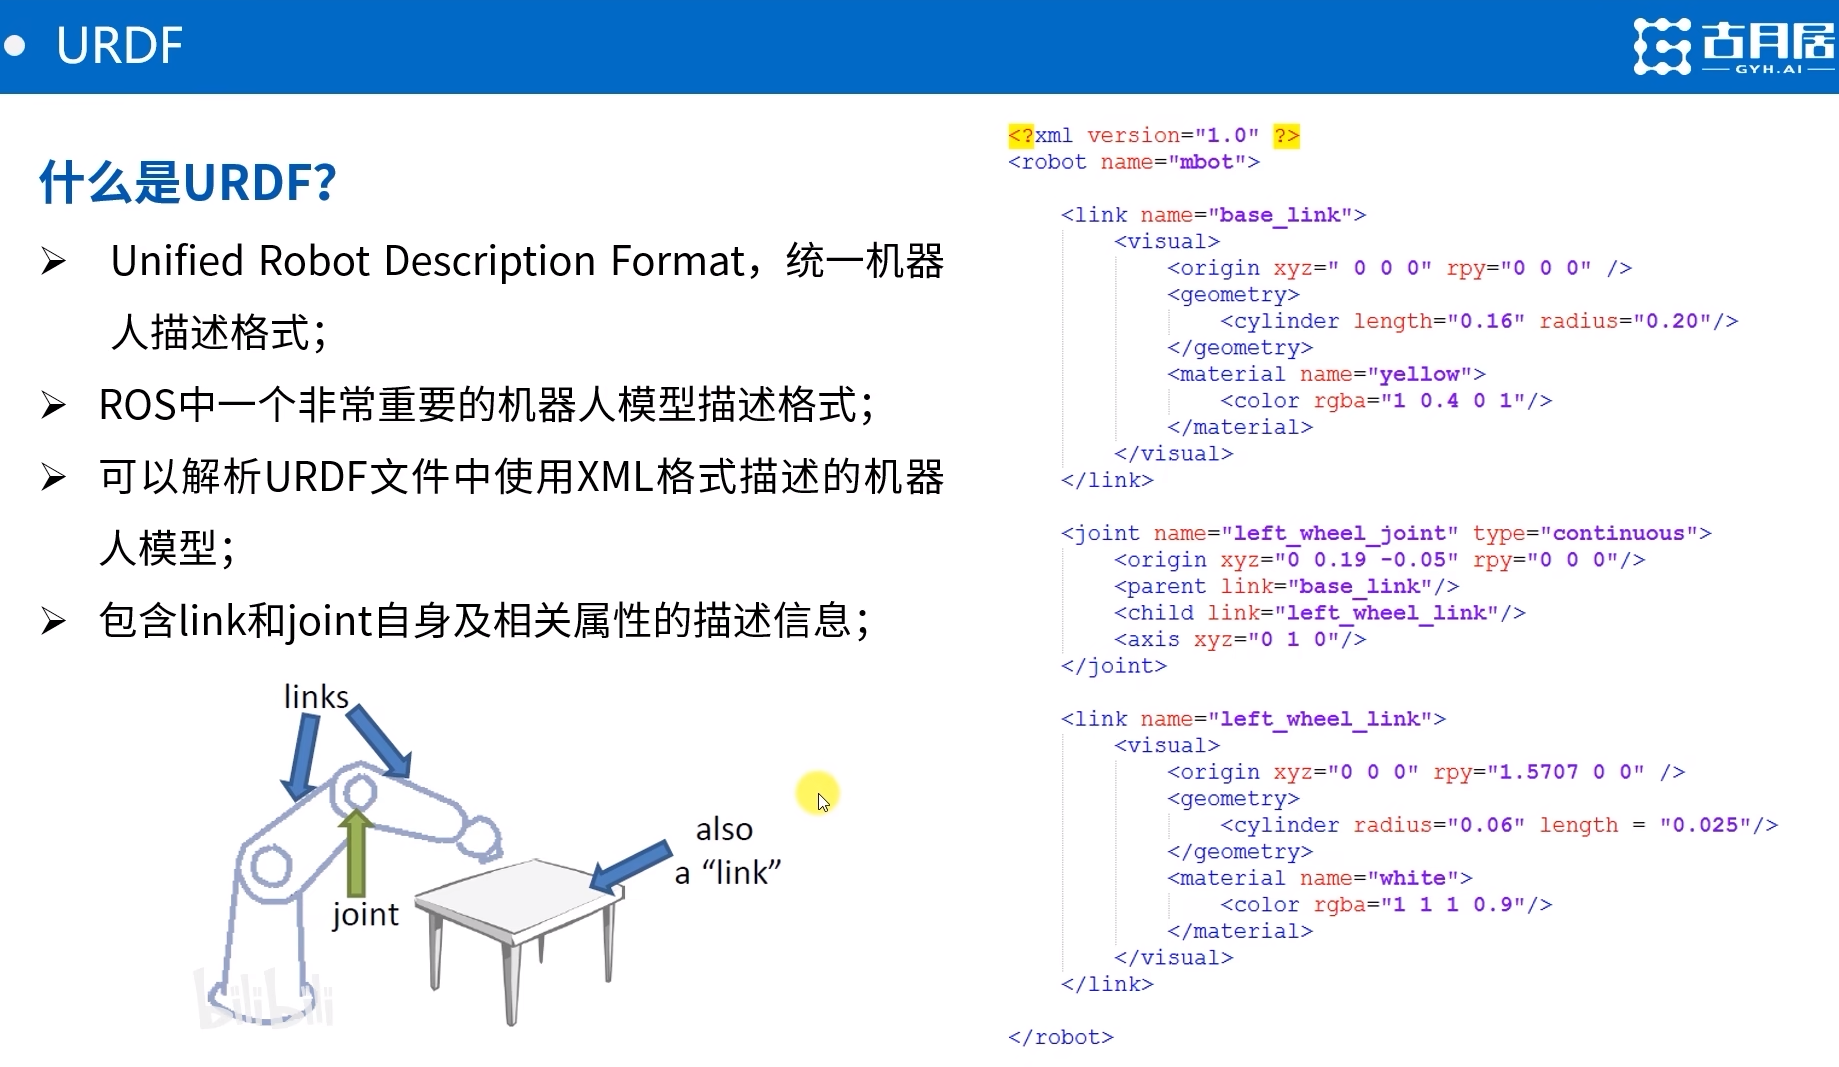 URDF
古月居
GYH.AI
什么是URDF？
Unified Robot Description Format，统一机器
人描述格式；
ROS中一个非常重要的机器人模型描述格式；
可以解析URDF文件中使用XML格式描述的机器
人模型；
包含link和joint自身及相关属性的描述信息；
links
joint
also
a “link”
bilibili
<?xml version="1.0" ?>
<robot name="mbot">
<link name="base_link">
<visual>
<origin xyz=" 0 0 0" rpy="0 0 0" />
<geometry>
<cylinder length="0.16" radius="0.20"/>
</geometry>
<material name="yellow">
<color rgba="1 0.4 0 1"/>
</material>
</visual>
</link>
<joint name="left_wheel_joint" type="continuous">
<origin xyz="0 0.19 -0.05" rpy="0 0 0"/>
<parent link="base_link"/>
<child link="left_wheel_link"/>
<axis xyz="0 1 0"/>
</joint>
<link name="left_wheel_link">
<visual>
<origin xyz="0 0 0" rpy="1.5707 0 0" />
<geometry>
<cylinder radius="0.06" length = "0.025"/>
</geometry>
<material name="white">
<color rgba="1 1 1 0.9"/>
</material>
</visual>
</link>
</robot>